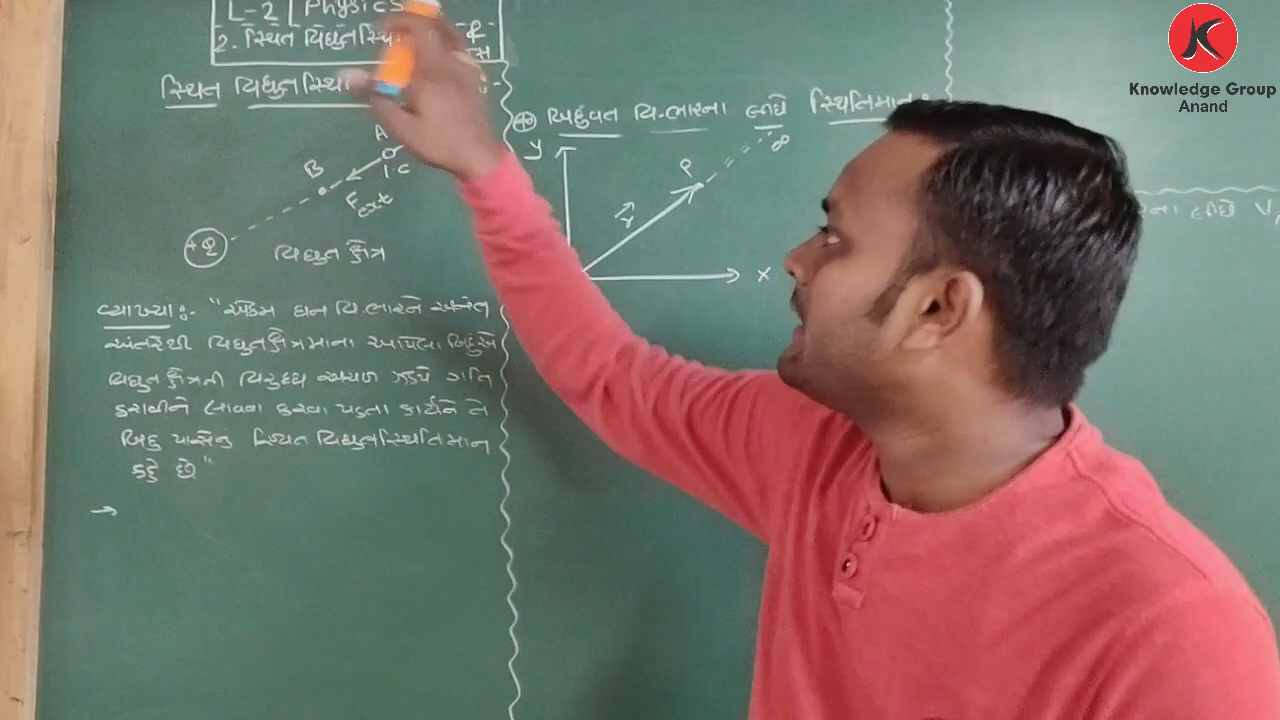 L-2 Physics
2. સ્થિત વિદ્યુતસ્થિ
સ્થિત વિદ્યુતસ્થિ
A
B
1 C
Fext
+Q
વિદ્યુત ક્ષેત્ર
વ્યાખ્યા :- "એકમ ધન વિ.ભારને અનંત
અંતરેથી વિદ્યુતક્ષેત્રમાના આપેલા બિંદુએ
વિદ્યુત ક્ષેત્રની વિરુધ્ધ અચળ ઝડપે ગતિ
કરાવીને લાવવા કરવા પડતા કાર્યને તે
બિંદુ પાસેનુ સ્થિત વિદ્યુતસ્થિતિમાન
કહે છે"
→
બિંદુવત વિ.ભારના લીધે સ્થિતિમાન :
y
P
∞
r
x
ના લીધે V
K
Knowledge Group
Anand